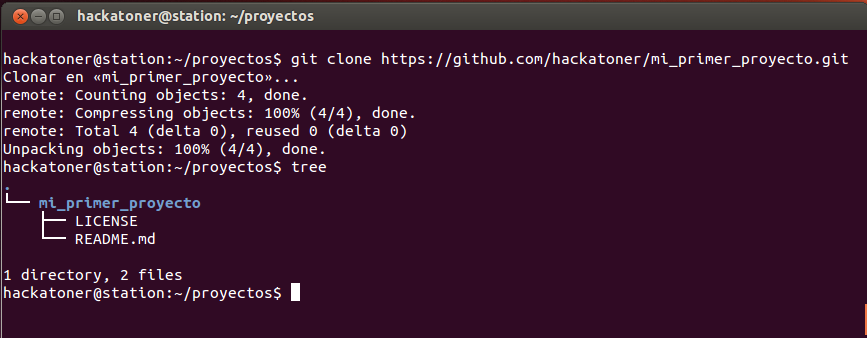 hackatoner@station: ~/proyectos
hackatoner@station:~/proyectos$ git clone https://github.com/hackatoner/mi_primer_proyecto.git
Clonar en «mi_primer_proyecto»...
remote: Counting objects: 4, done.
remote: Compressing objects: 100% (4/4), done.
remote: Total 4 (delta 0), reused 0 (delta 0)
Unpacking objects: 100% (4/4), done.
hackatoner@station:~/proyectos$ tree
.
└── mi_primer_proyecto
    ├── LICENSE
    └── README.md
1 directory, 2 files
hackatoner@station:~/proyectos$